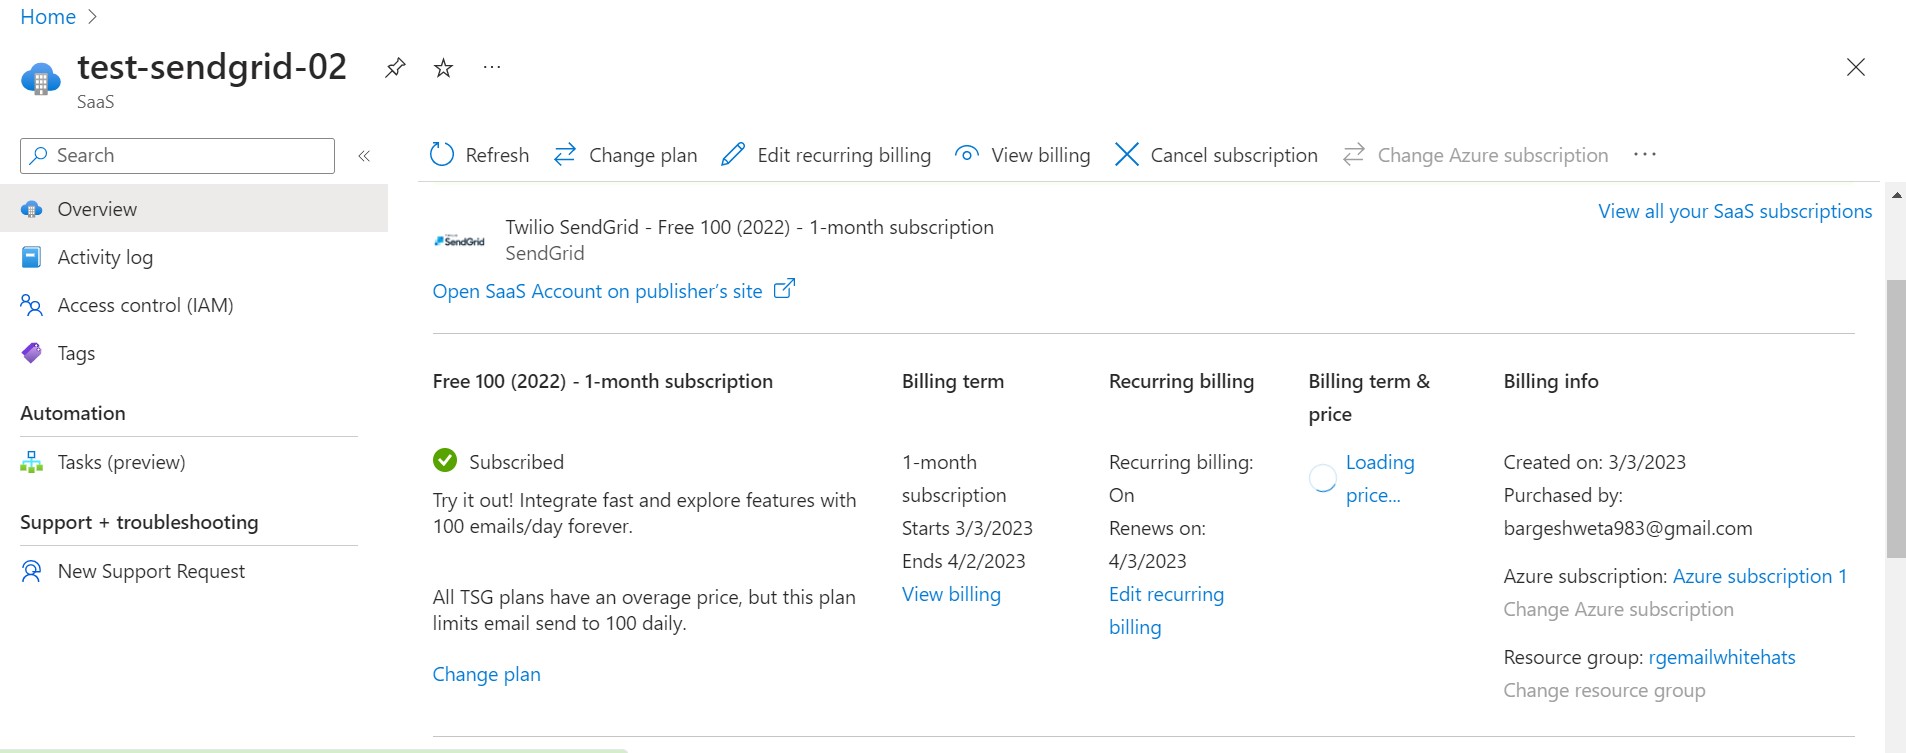 Home
test-sendgrid-02
SaaS
Search
Refresh
Change plan
Edit recurring billing
View billing
Cancel subscription
Change Azure subscription
Overview
Activity log
Access control (IAM)
Tags
Automation
Tasks (preview)
Support + troubleshooting
New Support Request
View all your SaaS subscriptions
SendGrid
Twilio SendGrid - Free 100 (2022) - 1-month subscription
SendGrid
Open SaaS Account on publisher's site
Free 100 (2022) - 1-month subscription
Subscribed
Try it out! Integrate fast and explore features with
100 emails/day forever.
All TSG plans have an overage price, but this plan
limits email send to 100 daily.
Change plan
Billing term
1-month
subscription
Starts 3/3/2023
Ends 4/2/2023
View billing
Recurring billing
Recurring billing:
On
Renews on:
4/3/2023
Edit recurring
billing
Billing term &
price
Loading
price...
Billing info
Created on: 3/3/2023
Purchased by:
bargeshweta983@gmail.com
Azure subscription: Azure subscription 1
Change Azure subscription
Resource group: rgemailwhitehats
Change resource group